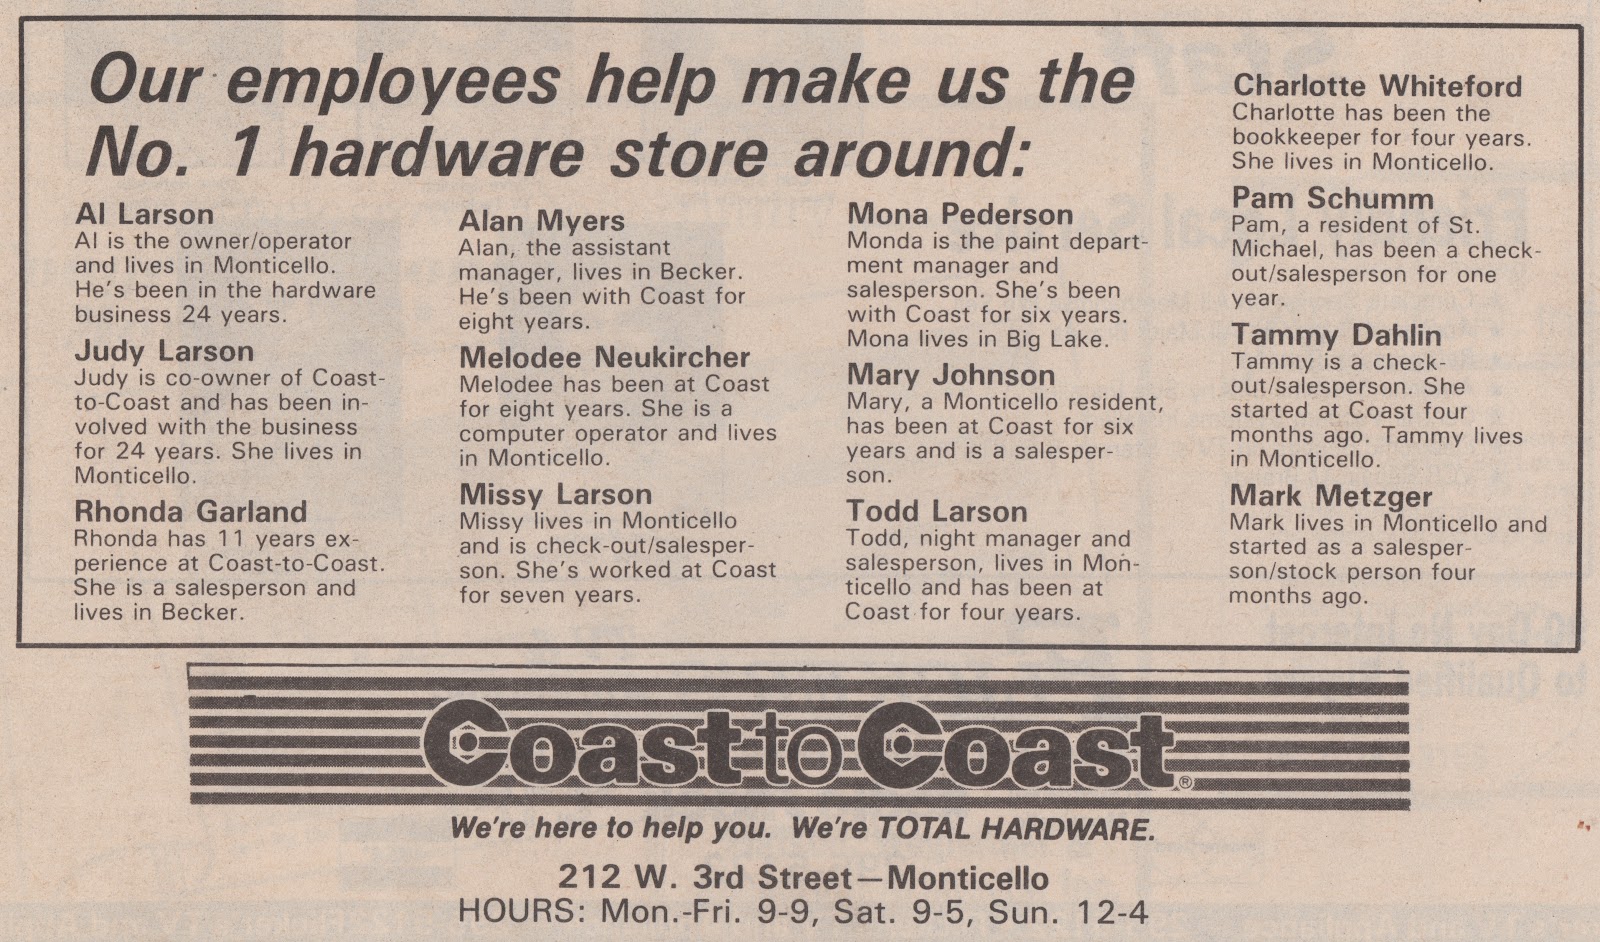 Our employees help make us the
No. 1 hardware store around:
Al Larson
Al is the owner/operator
and lives in Monticello.
He's been in the hardware
business 24 years.
Judy Larson
Judy is co-owner of Coast-
to-Coast and has been in-
volved with the business
for 24 years. She lives in
Monticello.
Rhonda Garland
Rhonda has 11 years ex-
perience at Coast-to-Coast.
She is a salesperson and
lives in Becker.
Alan Myers
Alan, the assistant
manager, lives in Becker.
He's been with Coast for
eight years.
Melodee Neukircher
Melodee has been at Coast
for eight years. She is a
computer operator and lives
in Monticello.
Missy Larson
Missy lives in Monticello
and is check-out/salesper-
son. She's worked at Coast
for seven years.
Mona Pederson
Monda is the paint depart-
ment manager and
salesperson. She's been
with Coast for six years.
Mona lives in Big Lake.
Mary Johnson
Mary, a Monticello resident,
has been at Coast for six
years and is a salesper-
son.
Todd Larson
Todd, night manager and
salesperson, lives in Mon-
ticello and has been at
Coast for four years.
Charlotte Whiteford
Charlotte has been the
bookkeeper for four years.
She lives in Monticello.
Pam Schumm
Pam, a resident of St.
Michael, has been a check-
out/salesperson for one
year.
Tammy Dahlin
Tammy is a check-
out/salesperson. She
started at Coast four
months ago. Tammy lives
in Monticello.
Mark Metzger
Mark lives in Monticello and
started as a salesper-
son/stock person four
months ago.
Coast to Coast®
We're here to help you. We're TOTAL HARDWARE.
212 W. 3rd Street—Monticello
HOURS: Mon.-Fri. 9-9, Sat. 9-5, Sun. 12-4